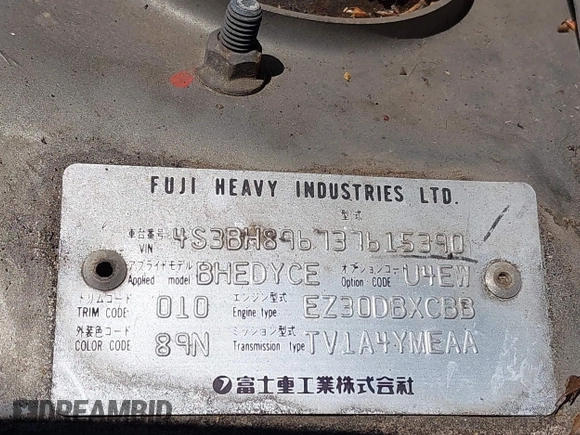 FUJI HEAVY INDUSTRIES LTD.
型式
車台番号 VIN 4S3BH896737615390
アプライドモデル Applied model BHEDYCE オプションコード Option CODE U4EW
トリムコード TRIM CODE 010 エンジン型式 Engine type EZ30DBXCBB
外装色コード COLOR CODE 89N ミッション型式 Transmission type TV1A4YMEAA
富士重工業株式会社
DREAMBID